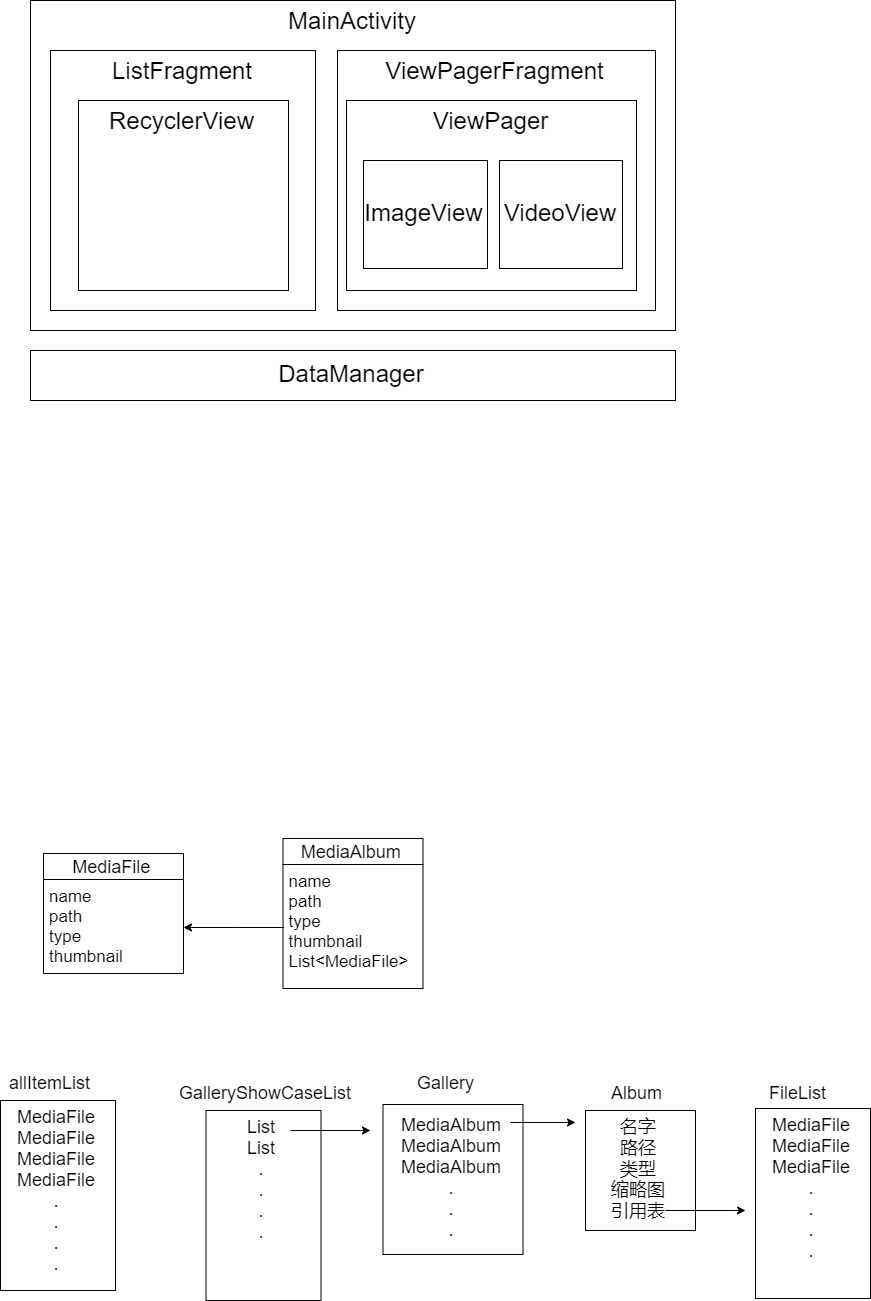 MainActivity
ListFragment
RecyclerView
ViewPagerFragment
ViewPager
ImageView
VideoView
DataManager
MediaFile
name
path
type
thumbnail
MediaAlbum
name
path
type
thumbnail
List<MediaFile>
allItemList
MediaFile
MediaFile
MediaFile
MediaFile
.
.
.
.
GalleryShowCaseList
List
List
.
.
.
.
Gallery
MediaAlbum
MediaAlbum
MediaAlbum
.
.
.
Album
名字
路径
类型
缩略图
引用表
FileList
MediaFile
MediaFile
MediaFile
.
.
.
.